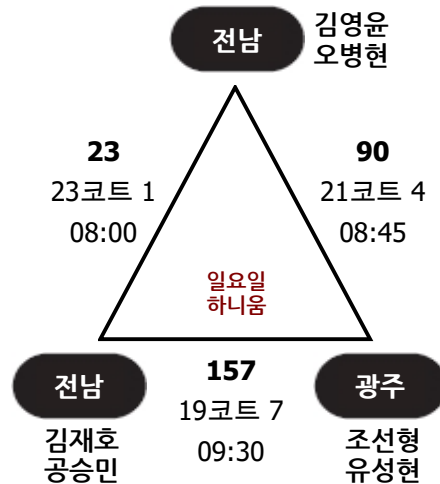 전남
김영윤
오병현
23
23코트 1
08:00
90
21코트 4
08:45
일요일
하니움
전남
김재호
공승민
157
19코트 7
09:30
광주
조선형
유성현